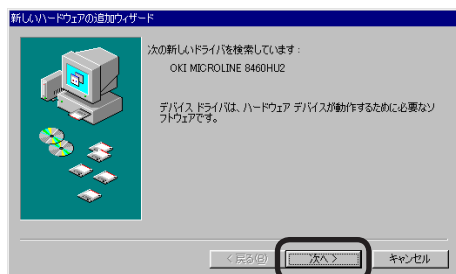 新しいハードウェアの追加ウィザード
次の新しいドライバを検索しています :
OKI MICROLINE 8460HU2
デバイス ドライバは、ハードウェア デバイスが動作するために必要なソ
フトウェアです。
< 戻る(B) 次へ > キャンセル